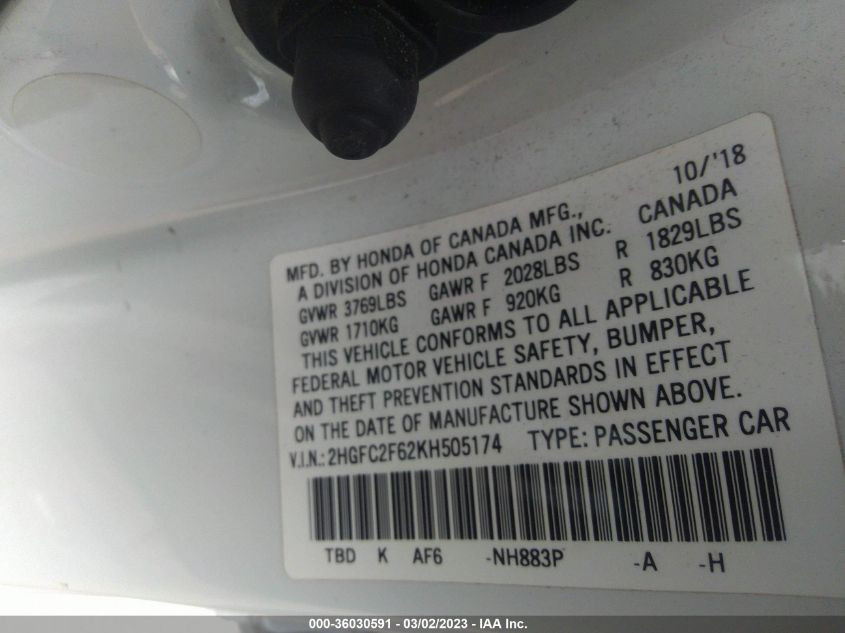 MFD. BY HONDA OF CANADA MFG., 10/'18
A DIVISION OF HONDA CANADA INC. CANADA
GVWR 3769LBS GAWR F 2028LBS R 1829LBS
GVWR 1710KG GAWR F 920KG R 830KG
THIS VEHICLE CONFORMS TO ALL APPLICABLE
FEDERAL MOTOR VEHICLE SAFETY, BUMPER,
AND THEFT PREVENTION STANDARDS IN EFFECT
ON THE DATE OF MANUFACTURE SHOWN ABOVE.
V.I.N.: 2HGFC2F62KH505174 TYPE: PASSENGER CAR
TBD K AF6 -NH883P -A -H
000-36030591 - 03/02/2023 - IAA Inc.